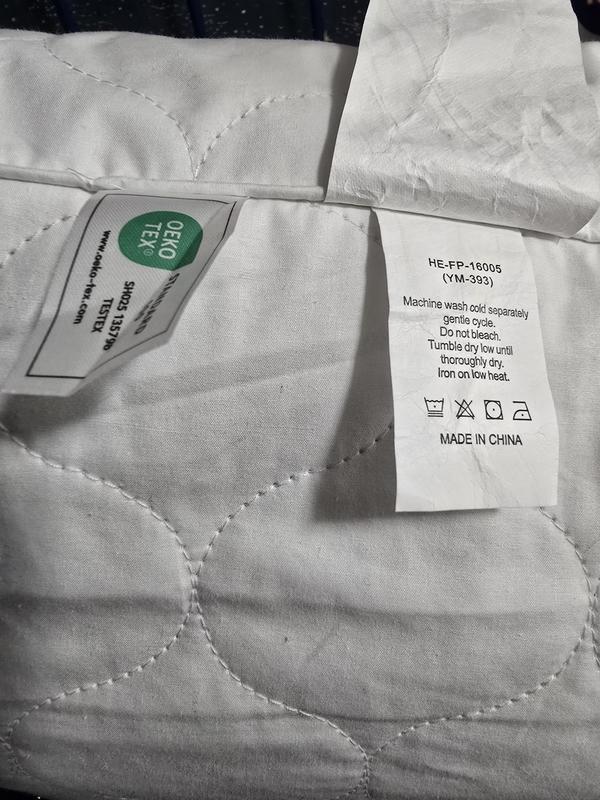 OEKO
TEX®
STANDARD
SH025 135790
TESTEX
www.oeko-tex.com
HE-FP-16005
(YM-393)
Machine wash cold separately
gentle cycle.
Do not bleach.
Tumble dry low until
thoroughly dry.
Iron on low heat.
MADE IN CHINA